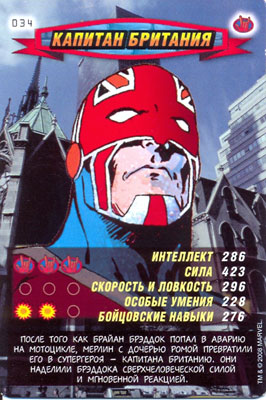 034
КАПИТАН БРИТАНИЯ
ИНТЕЛЛЕКТ 286
СИЛА 423
СКОРОСТЬ И ЛОВКОСТЬ 296
ОСОБЫЕ УМЕНИЯ 228
БОЙЦОВСКИЕ НАВЫКИ 276
ПОСЛЕ ТОГО КАК БРАЙАН БРЭДДОК ПОПАЛ В АВАРИЮ
НА МОТОЦИКЛЕ, МЕРЛИН С ДОЧЕРЬЮ РОМОЙ ПРЕВРАТИЛИ
ЕГО В СУПЕРГЕРОЯ – КАПИТАНА БРИТАНИЮ. ОНИ
НАДЕЛИЛИ БРЭДДОКА СВЕРХЧЕЛОВЕЧЕСКОЙ СИЛОЙ
И МГНОВЕННОЙ РЕАКЦИЕЙ.
TM & © 2008 MARVEL